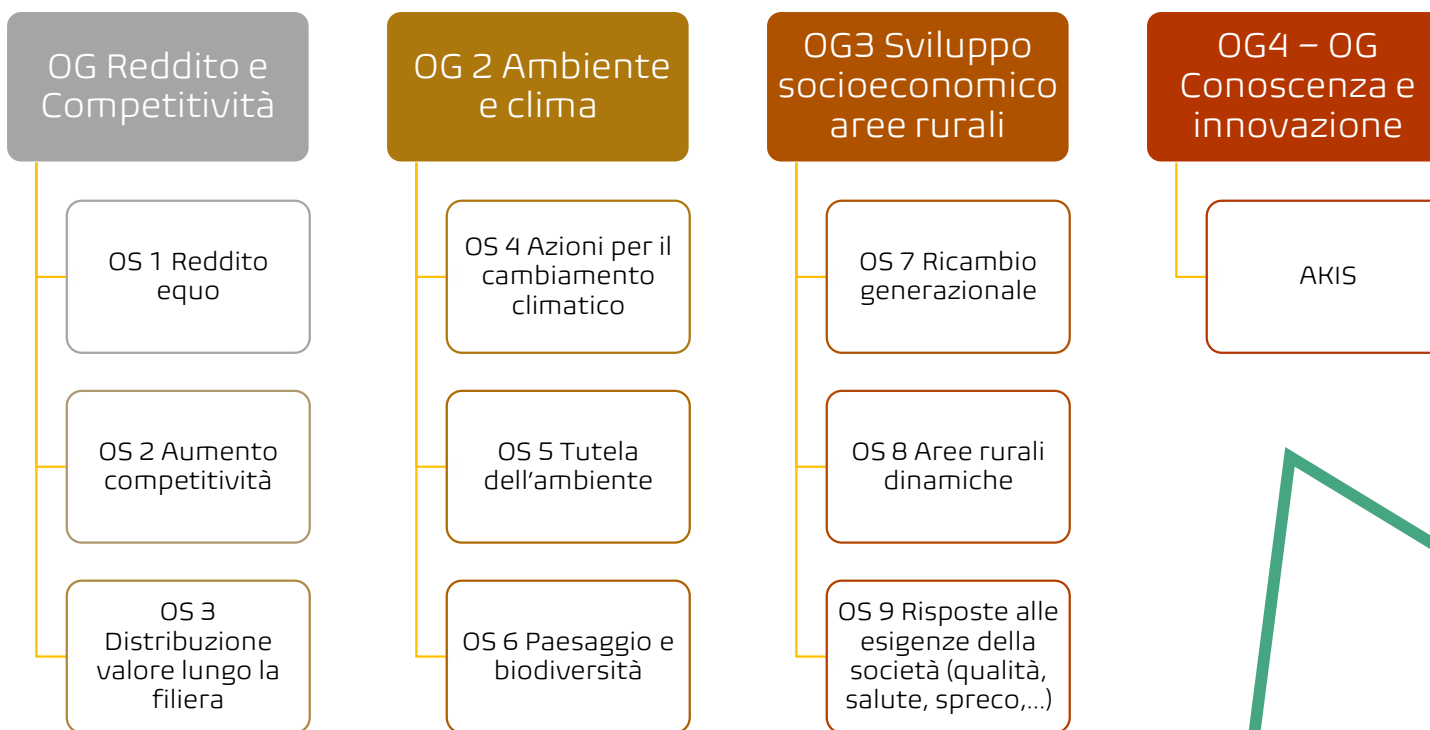 OG Reddito e
Competitività
OS 1 Reddito
equo
OS 2 Aumento
competitività
OS 3
Distribuzione
valore lungo la
filiera
OG 2 Ambiente
e clima
OS 4 Azioni per il
cambiamento
climatico
OS 5 Tutela
dell’ambiente
OS 6 Paesaggio e
biodiversità
OG3 Sviluppo
socioeconomico
aree rurali
OS 7 Ricambio
generazionale
OS 8 Aree rurali
dinamiche
OS 9 Risposte alle
esigenze della
società (qualità,
salute, spreco,...)
OG4 – OG
Conoscenza e
innovazione
AKIS